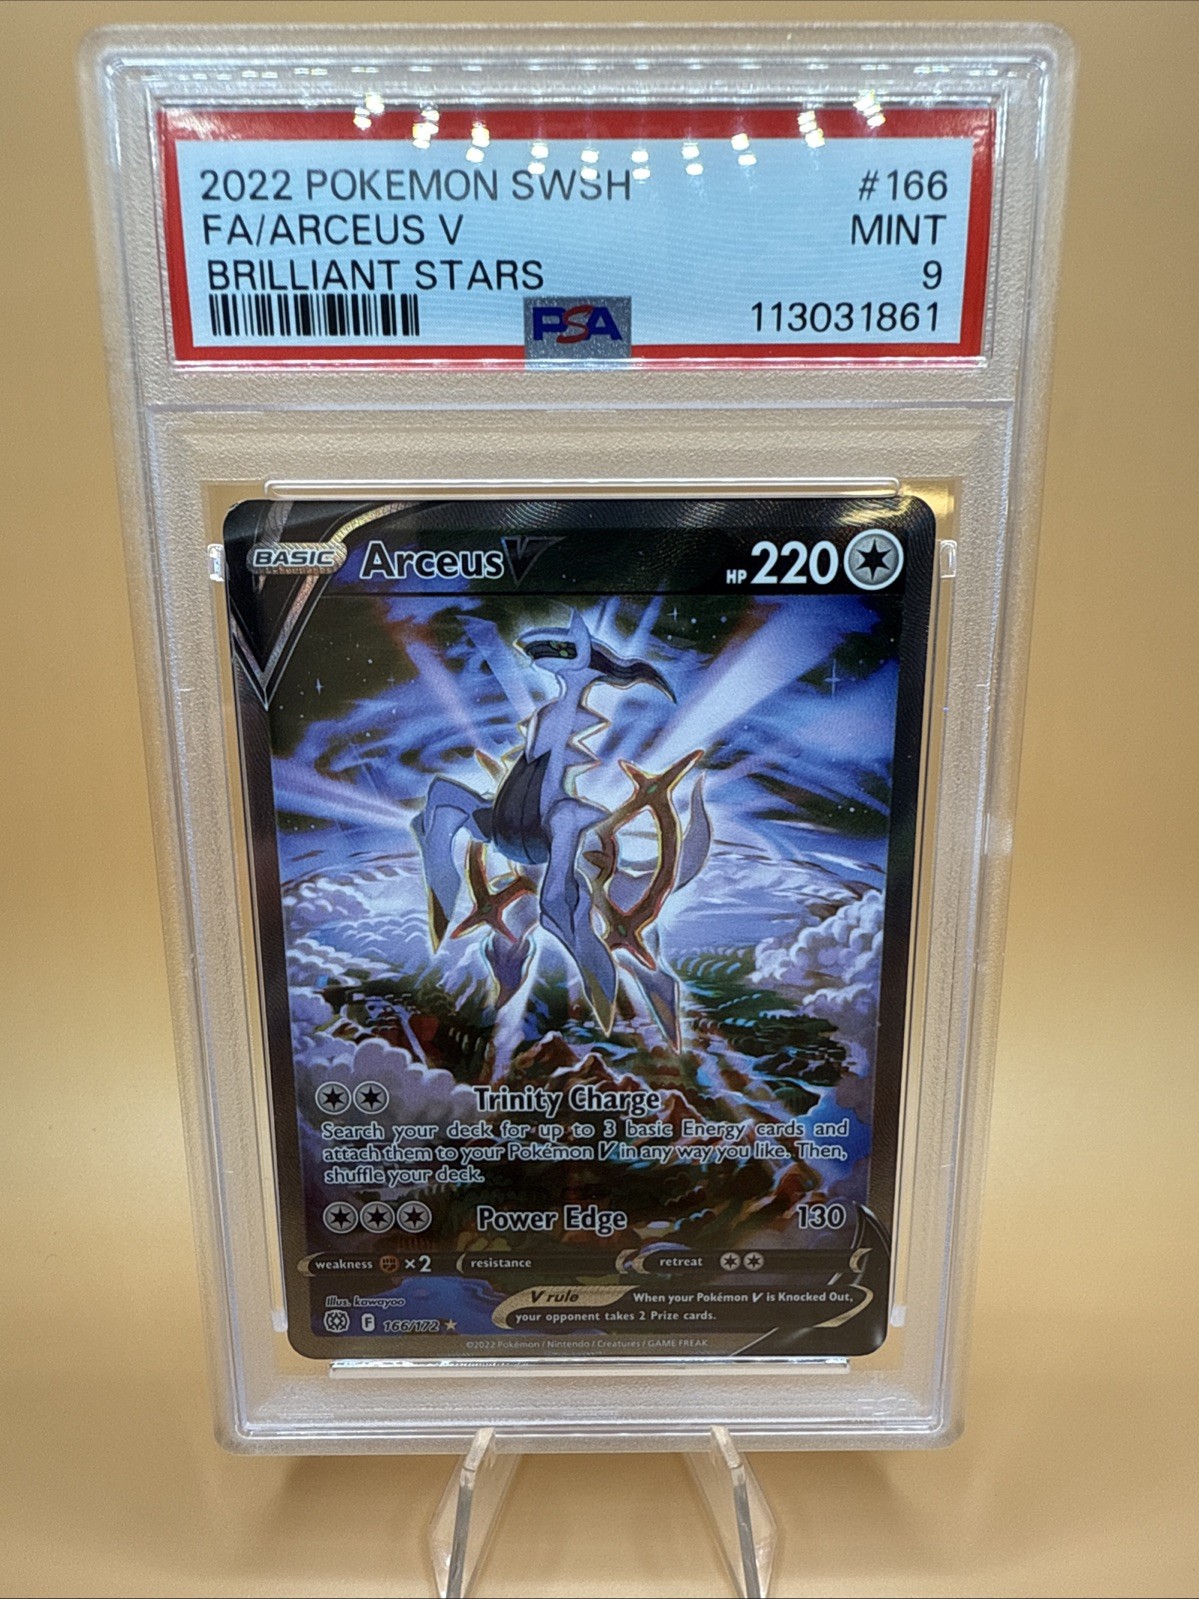 2022 POKEMON SWSH #166
FA/ARCEUS V MINT
BRILLIANT STARS 9
PSA 113031861
BASIC Arceus V HP 220
Trinity Charge
Search your deck for up to 3 basic Energy cards and
attach them to your Pokémon V in any way you like. Then,
shuffle your deck.
Power Edge 130
weakness ×2 resistance retreat
V rule When your Pokémon V is Knocked Out,
your opponent takes 2 Prize cards.
Illus. kawayoo
F 166/172
©2022 Pokémon / Nintendo / Creatures / GAME FREAK